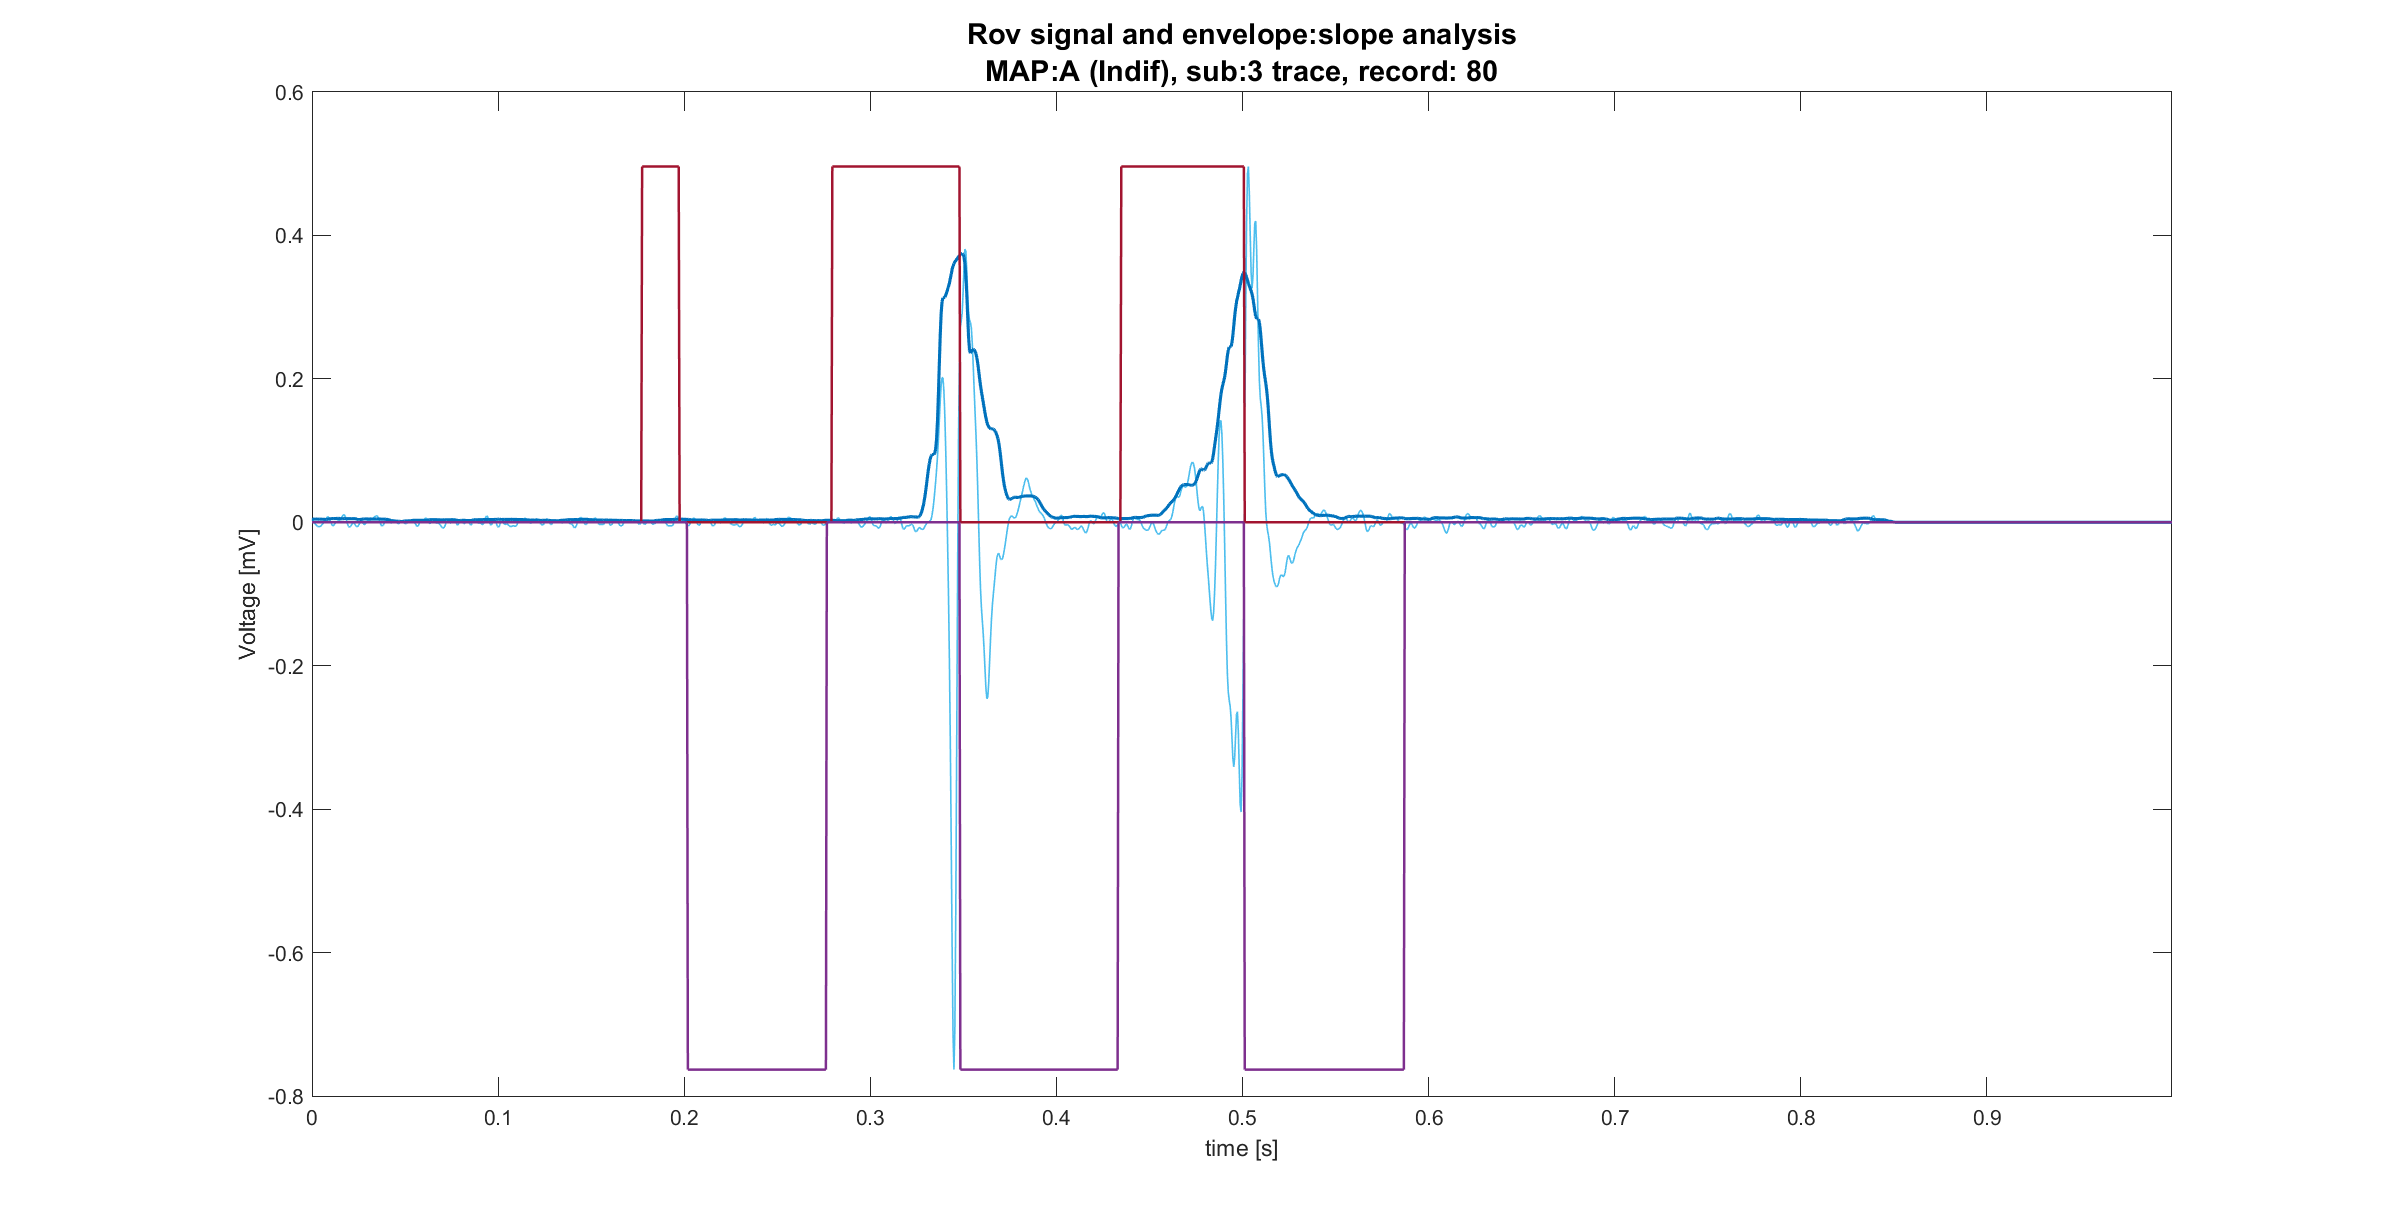 Rov signal and envelope:slope analysis
MAP:A (Indif), sub:3 trace, record: 80
0.6
0.4
0.2
0
-0.2
-0.4
-0.6
-0.8
Voltage [mV]
0 0.1 0.2 0.3 0.4 0.5 0.6 0.7 0.8 0.9
time [s]